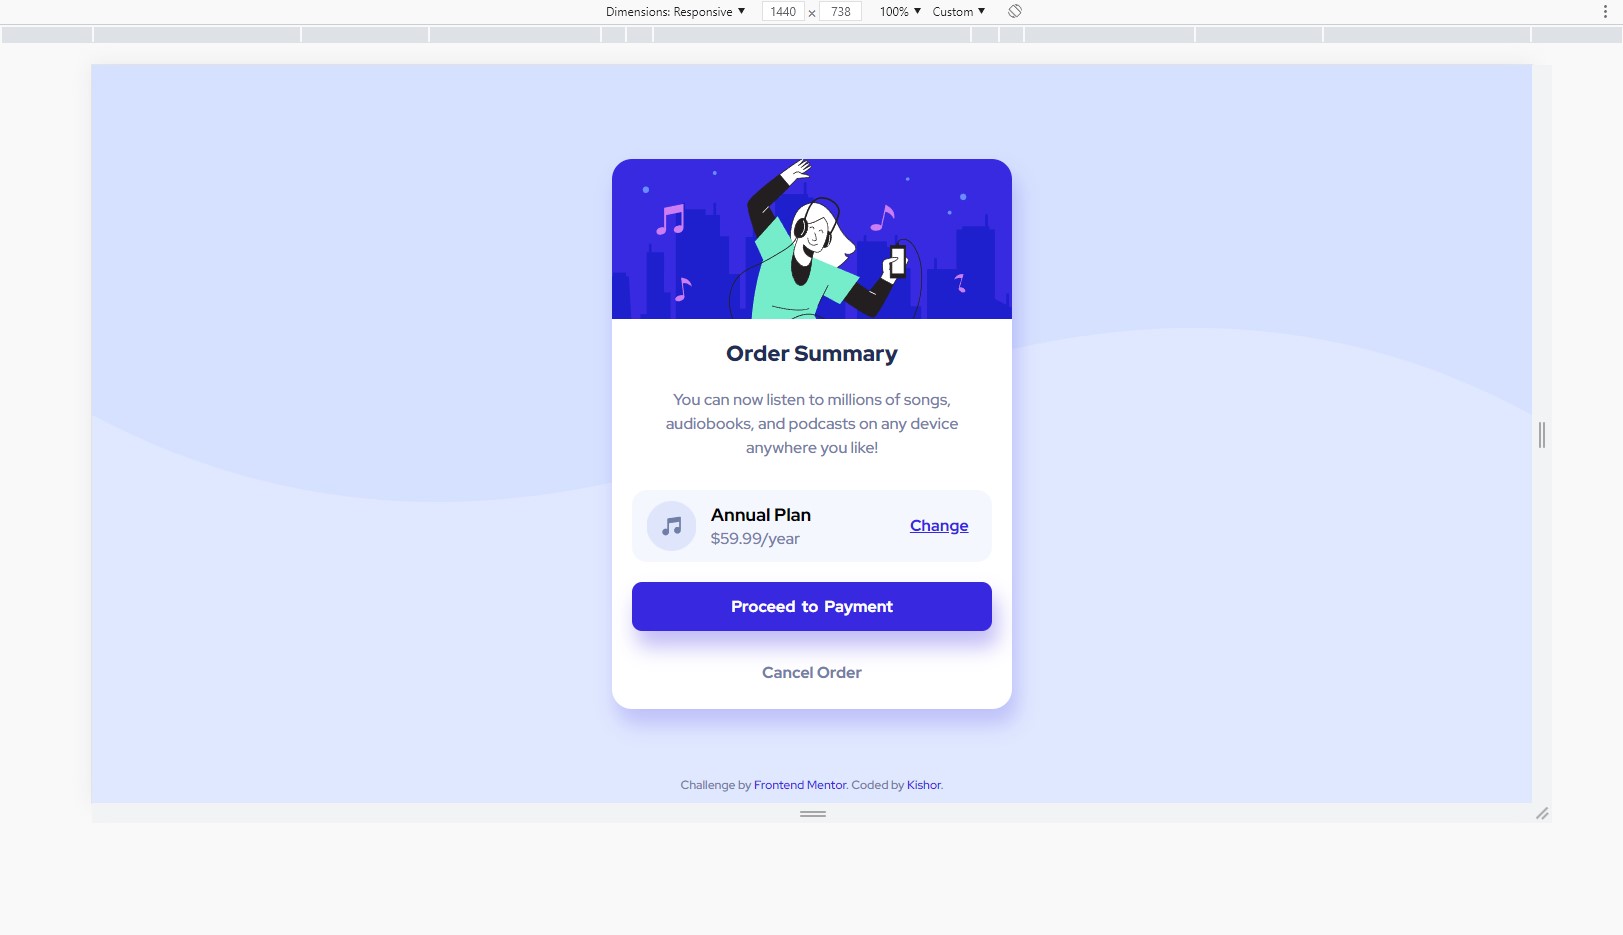 Dimensions: Responsive ▼ 1440 × 738 100% ▼ Custom ▼
Order Summary
You can now listen to millions of songs,
audiobooks, and podcasts on any device
anywhere you like!
Annual Plan
$59.99/year
Change
Proceed to Payment
Cancel Order
Challenge by Frontend Mentor. Coded by Kishor.